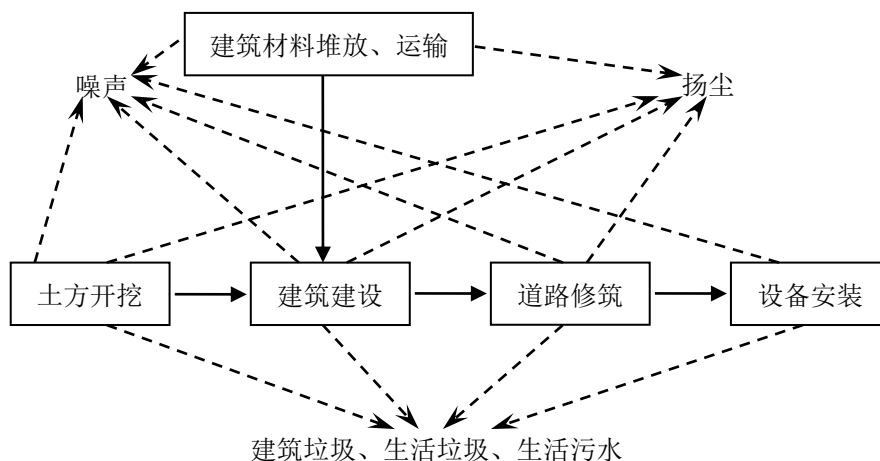 建筑材料堆放、运输
噪声
扬尘
土方开挖
建筑建设
道路修筑
设备安装
建筑垃圾、生活垃圾、生活污水